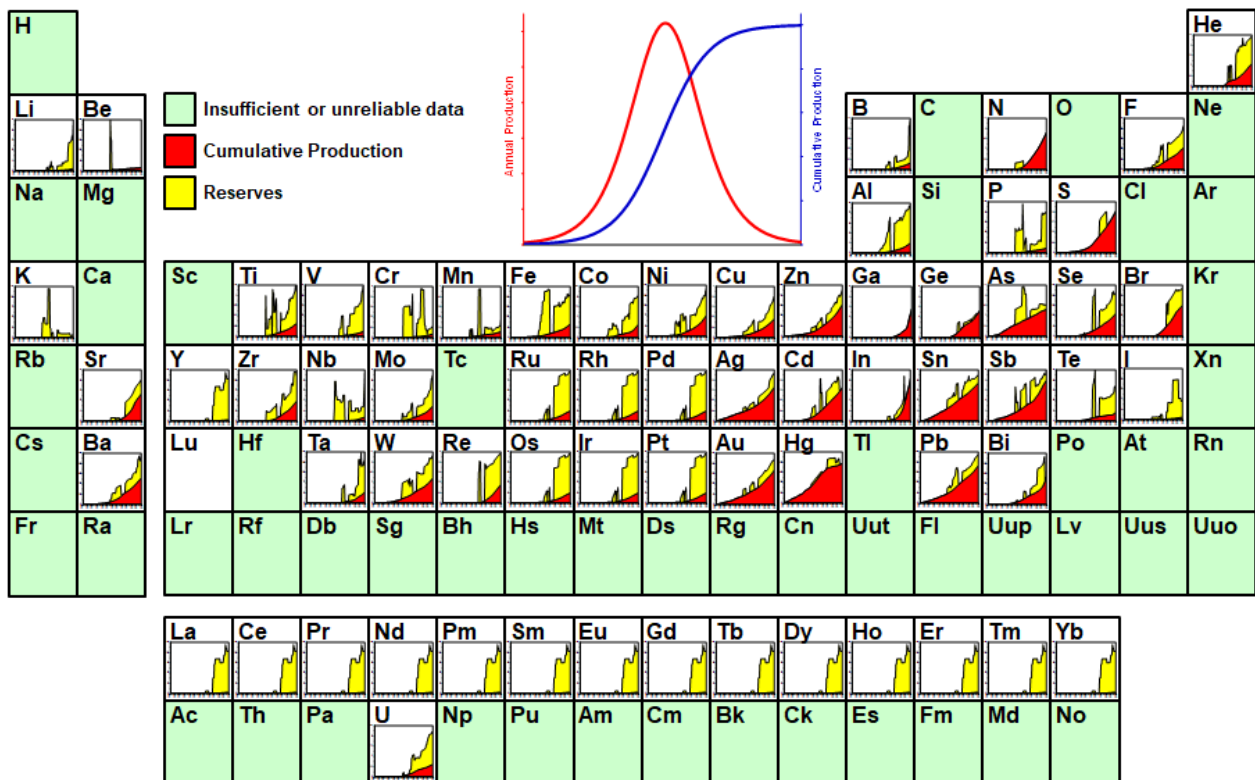 H
He
Li Be
Insufficient or unreliable data
Cumulative Production
Reserves
Annual Production
Cumulative Production
B C N O F Ne
Na Mg
Al Si P S Cl Ar
K Ca Sc Ti V Cr Mn Fe Co Ni Cu Zn Ga Ge As Se Br Kr
Rb Sr Y Zr Nb Mo Tc Ru Rh Pd Ag Cd In Sn Sb Te I Xn
Cs Ba Lu Hf Ta W Re Os Ir Pt Au Hg Tl Pb Bi Po At Rn
Fr Ra Lr Rf Db Sg Bh Hs Mt Ds Rg Cn Uut Fl Uup Lv Uus Uuo
La Ce Pr Nd Pm Sm Eu Gd Tb Dy Ho Er Tm Yb
Ac Th Pa U Np Pu Am Cm Bk Ck Es Fm Md No